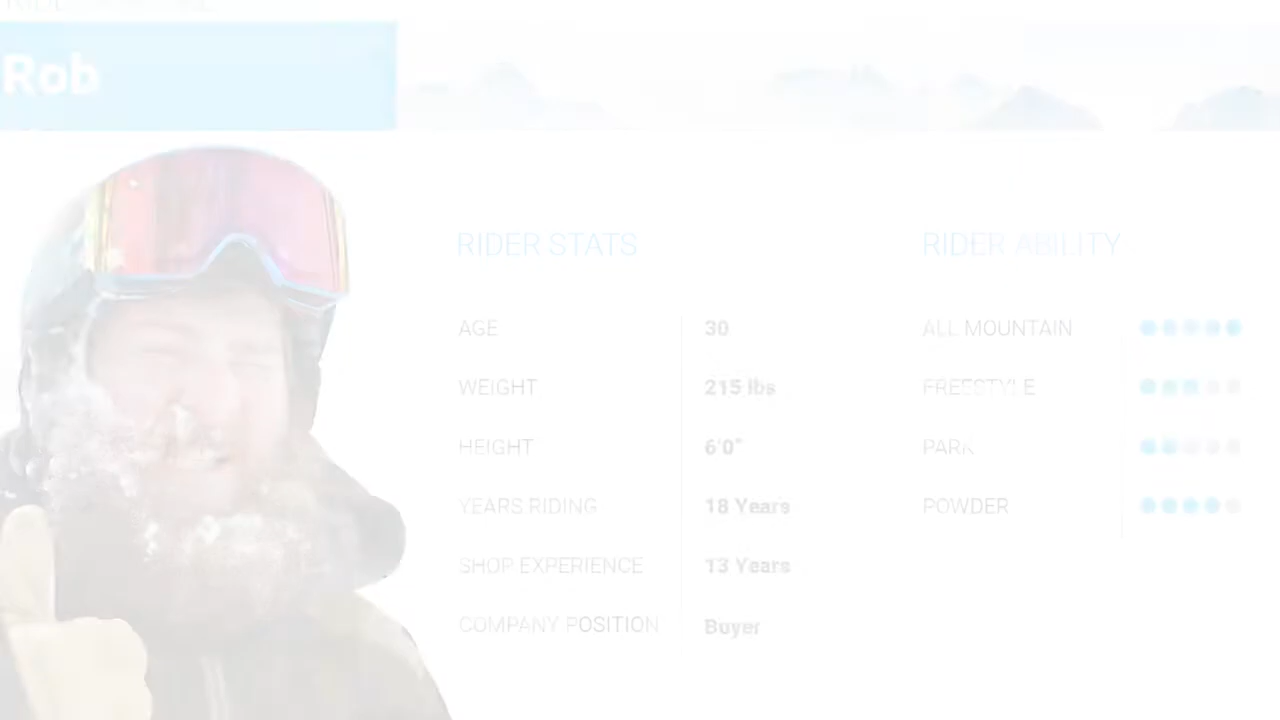 Rob
RIDER STATS
AGE 30
WEIGHT 215 lbs
HEIGHT 6'0"
YEARS RIDING 18 Years
SHOP EXPERIENCE 13 Years
COMPANY POSITION Buyer
RIDER ABILITY
ALL MOUNTAIN
FREESTYLE
PARK
POWDER